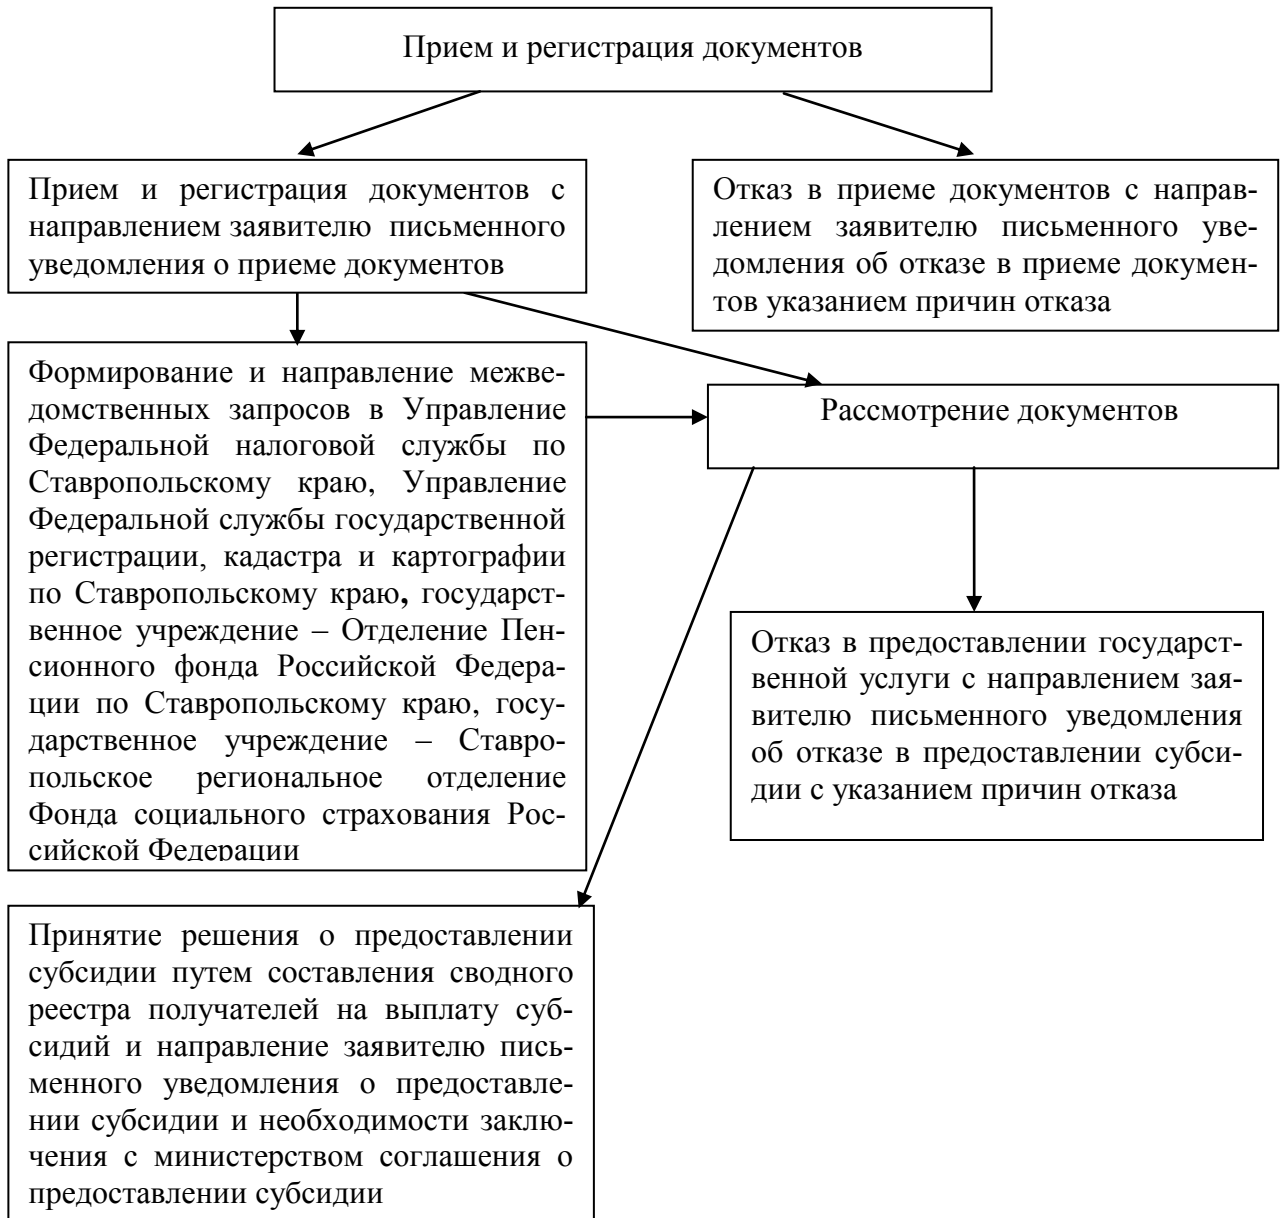 Прием и регистрация документов
Прием и регистрация документов с
направлением заявителю письменного
уведомления о приеме документов
Отказ в приеме документов с направ-
лением заявителю письменного уве-
домления об отказе в приеме докумен-
тов указанием причин отказа
Формирование и направление межве-
домственных запросов в Управление
Федеральной налоговой службы по
Ставропольскому краю, Управление
Федеральной службы государственной
регистрации, кадастра и картографии
по Ставропольскому краю, государст-
венное учреждение – Отделение Пен-
сионного фонда Российской Федера-
ции по Ставропольскому краю, госу-
дарственное учреждение – Ставро-
польское региональное отделение
Фонда социального страхования Рос-
сийской Федерации
Рассмотрение документов
Отказ в предоставлении государст-
венной услуги с направлением зая-
вителю письменного уведомления
об отказе в предоставлении субси-
дии с указанием причин отказа
Принятие решения о предоставлении
субсидии путем составления сводного
реестра получателей на выплату суб-
сидий и направление заявителю пись-
менного уведомления о предоставле-
нии субсидии и необходимости заклю-
чения с министерством соглашения о
предоставлении субсидии